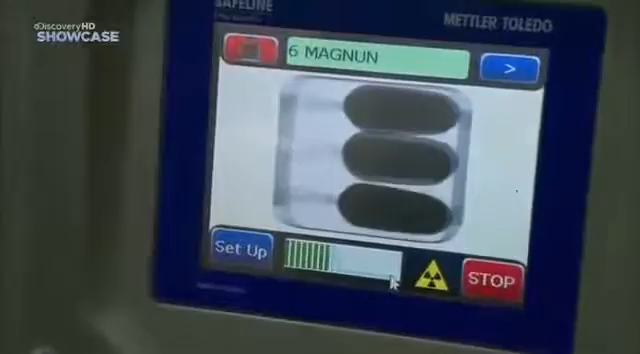 Discovery HD
SHOWCASE
SAFELINE
METTLER TOLEDO
6 MAGNUN
>
Set Up
STOP